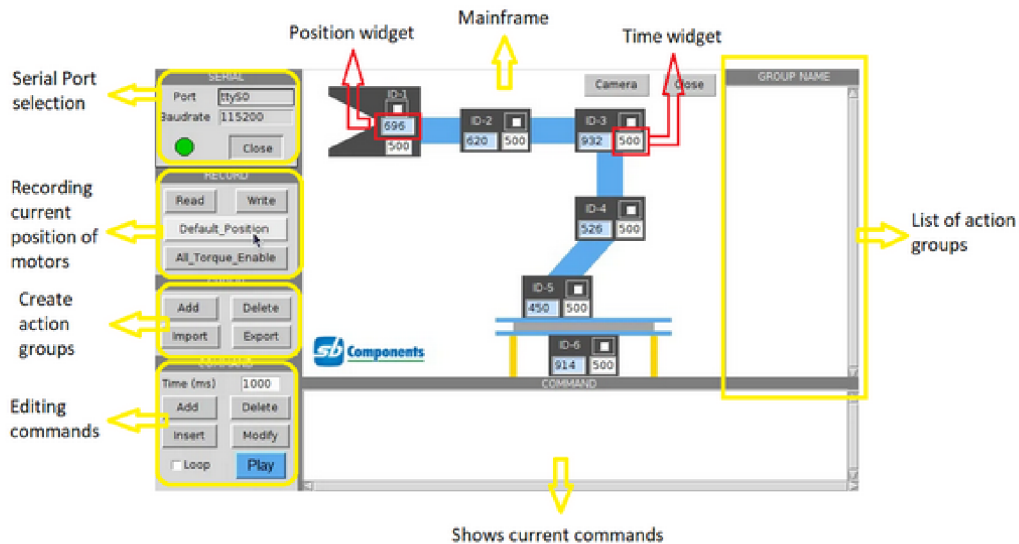 Mainframe
Position widget
Time widget
Serial Port
selection
SERIAL
Port ttyS0
Baudrate 115200
Close
Camera Close
GROUP NAME
ID-1
696
500
ID-2
620 500
ID-3
932 500
Recording
current
position of
motors
RECORD
Read Write
Default_Position
All_Torque_Enable
ID-4
526 500
List of action
groups
ID-5
450 500
Create
action
groups
Add Delete
Import Export
sb Components
ID-6
914 500
COMMAND
COMMAND
Time (ms) 1000
Editing
commands
Add Delete
Insert Modify
Loop Play
Shows current commands